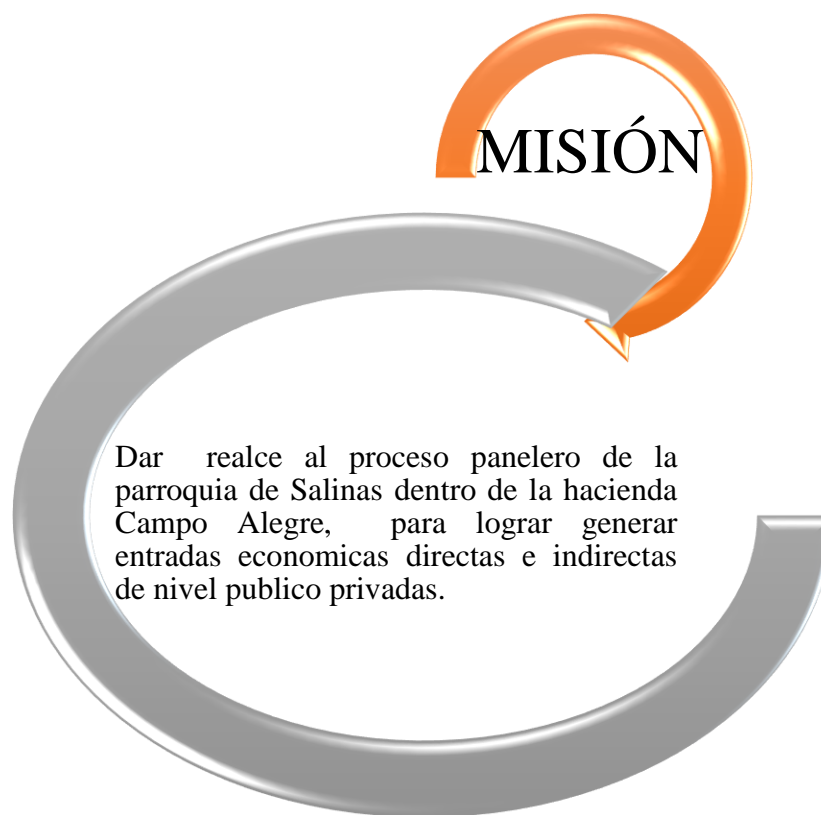 MISIÓN
Dar realce al proceso panelero de la
parroquia de Salinas dentro de la hacienda
Campo Alegre, para lograr generar
entradas economicas directas e indirectas
de nivel publico privadas.